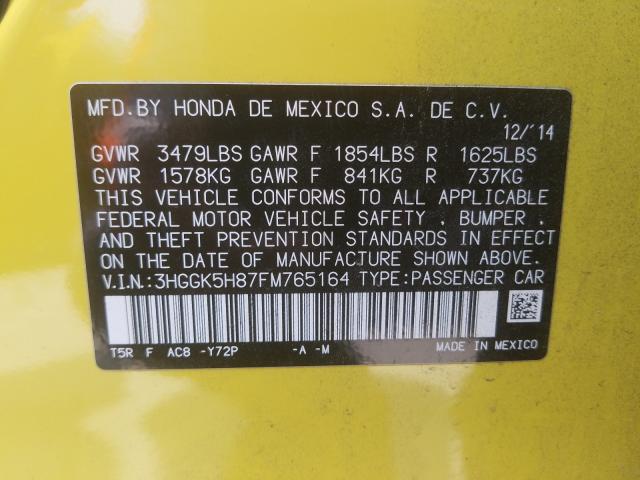 MFD.BY HONDA DE MEXICO S.A. DE C.V.
12/'14
GVWR 3479LBS GAWR F 1854LBS R 1625LBS
GVWR 1578KG GAWR F 841KG R 737KG
THIS VEHICLE CONFORMS TO ALL APPLICABLE
FEDERAL MOTOR VEHICLE SAFETY . BUMPER .
AND THEFT PREVENTION STANDARDS IN EFFECT
ON THE DATE OF MANUFACTURE SHOWN ABOVE.
V.I.N.:3HGGK5H87FM765164 TYPE:PASSENGER CAR
T5R F AC8 -Y72P -A -M MADE IN MEXICO